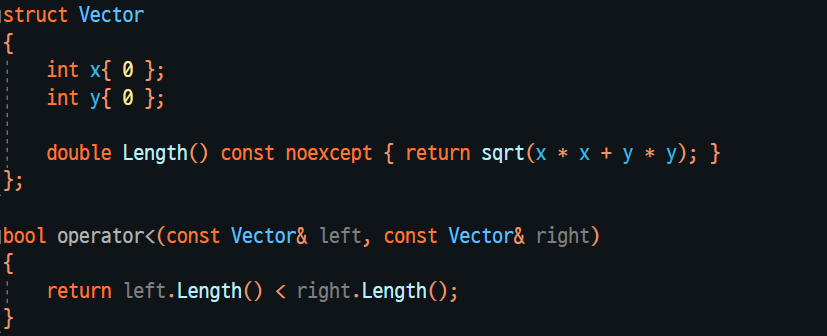 struct Vector
{
    int x{ 0 };
    int y{ 0 };

    double Length() const noexcept { return sqrt(x * x + y * y); }
};

bool operator<(const Vector& left, const Vector& right)
{
    return left.Length() < right.Length();
}